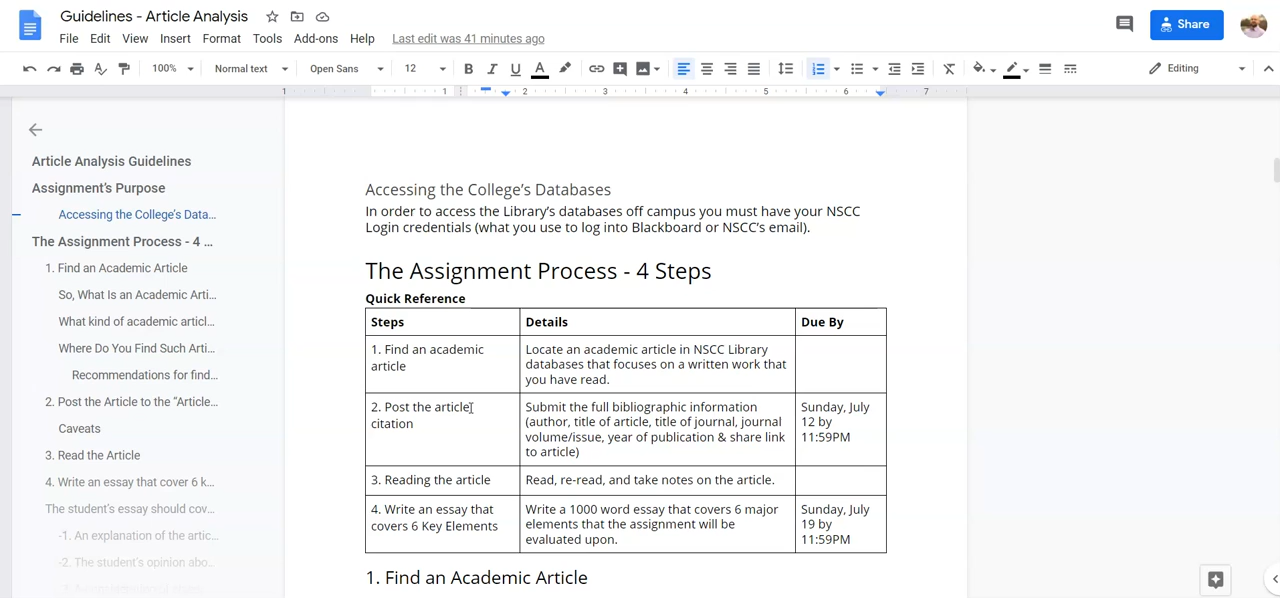 Guidelines - Article Analysis
Share
File Edit View Insert Format Tools Add-ons Help Last edit was 41 minutes ago
100% Normal text Open Sans 12 B I U A Editing
1 1 2 3 4 5 6 7
Article Analysis Guidelines
Assignment's Purpose
Accessing the College's Data...
The Assignment Process - 4 ...
1. Find an Academic Article
So, What Is an Academic Arti...
What kind of academic articl...
Where Do You Find Such Arti...
Recommendations for find...
2. Post the Article to the “Article...
Caveats
3. Read the Article
4. Write an essay that cover 6 k...
The student's essay should cov...
-1. An explanation of the artic...
-2. The student's opinion abo...
Accessing the College's Databases
In order to access the Library's databases off campus you must have your NSCC
Login credentials (what you use to log into Blackboard or NSCC's email).
The Assignment Process - 4 Steps
Quick Reference
Steps Details Due By
1. Find an academic
article
Locate an academic article in NSCC Library
databases that focuses on a written work that
you have read.
2. Post the article
citation
Submit the full bibliographic information
(author, title of article, title of journal, journal
volume/issue, year of publication & share link
to article)
Sunday, July
12 by
11:59PM
3. Reading the article Read, re-read, and take notes on the article.
4. Write an essay that
covers 6 Key Elements
Write a 1000 word essay that covers 6 major
elements that the assignment will be
evaluated upon.
Sunday, July
19 by
11:59PM
1. Find an Academic Article